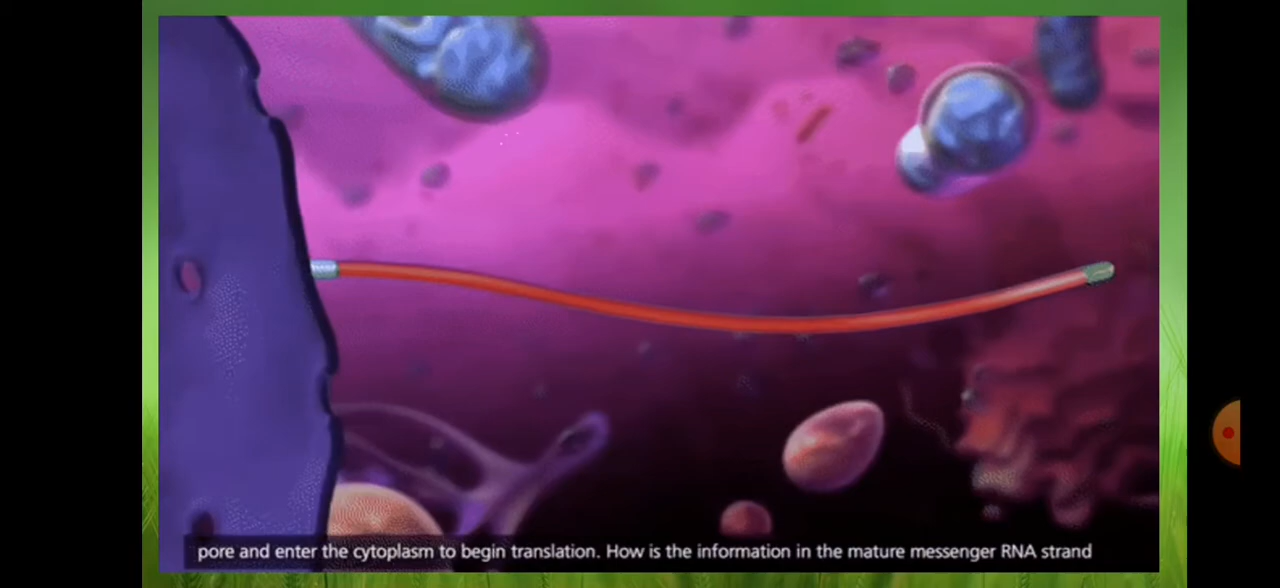 pore and enter the cytoplasm to begin translation. How is the information in the mature messenger RNA strand